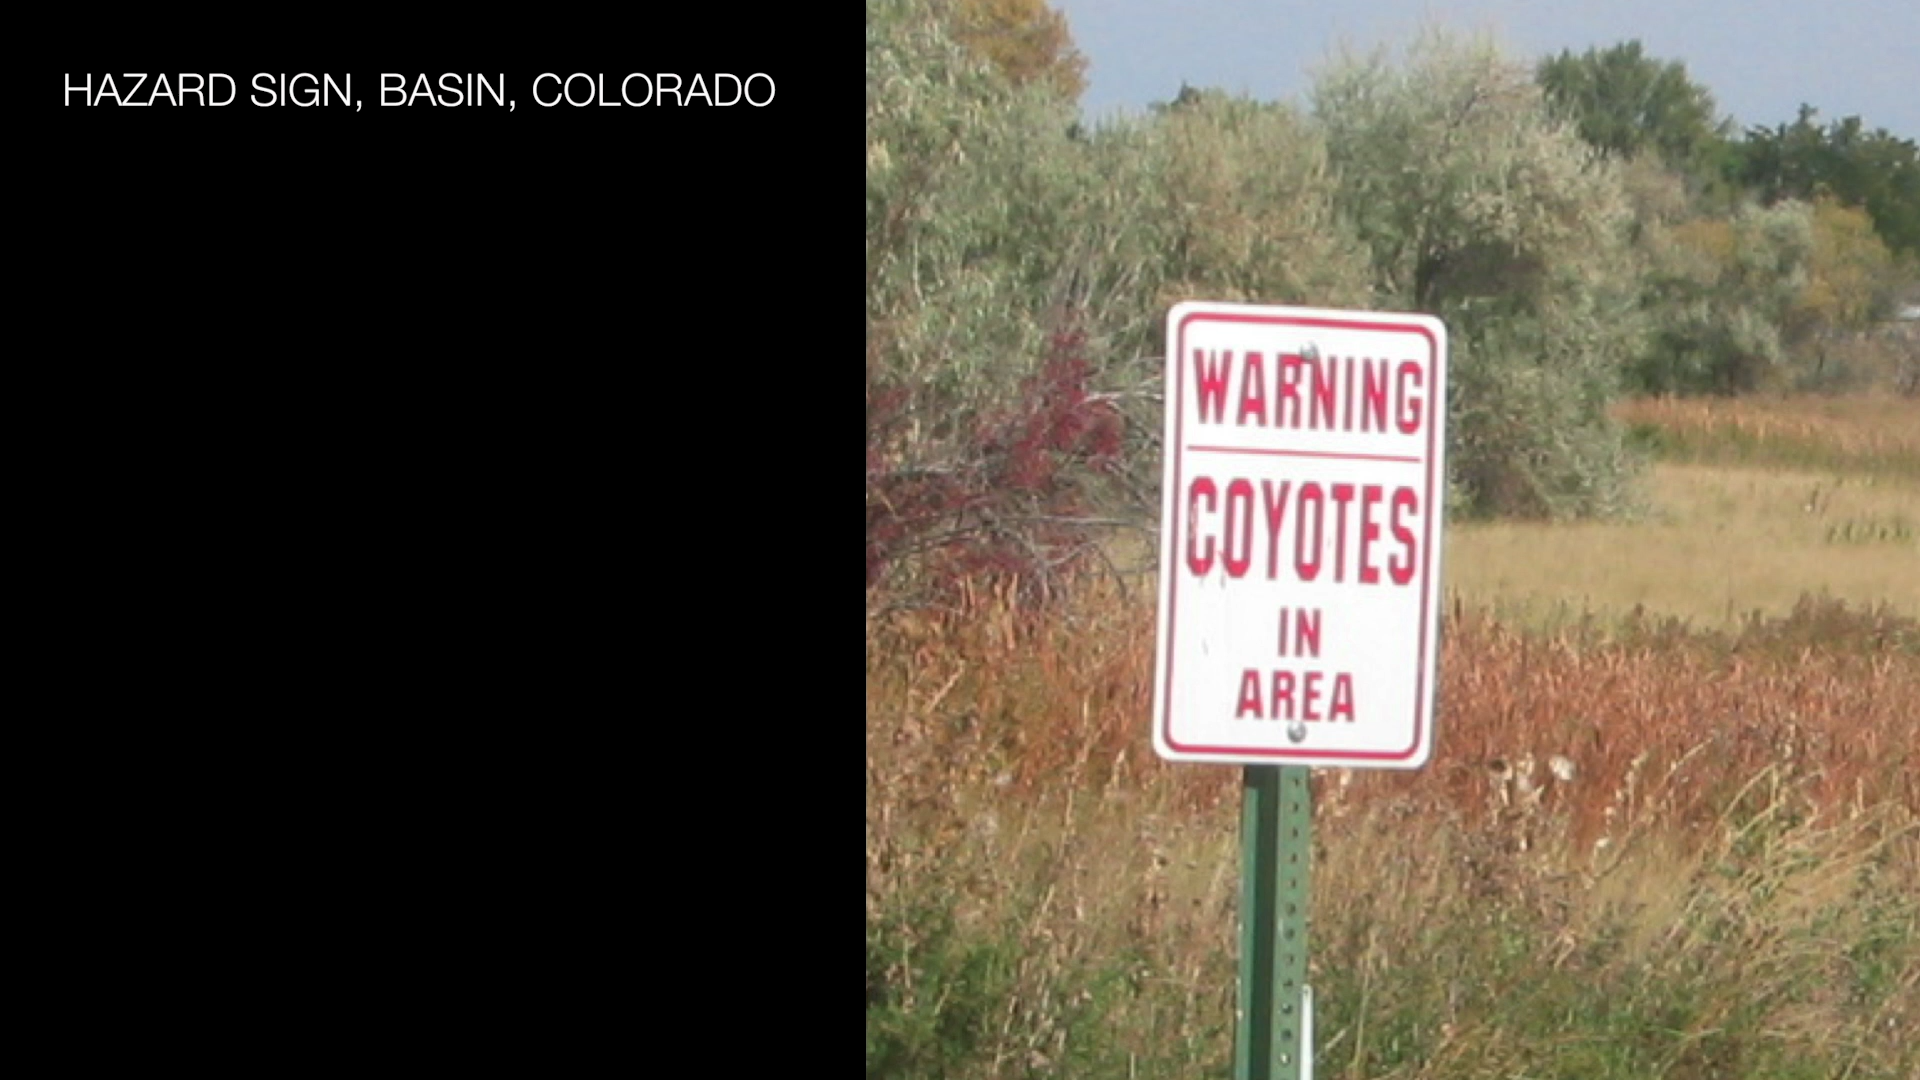 HAZARD SIGN, BASIN, COLORADO
WARNING
COYOTES
IN
AREA